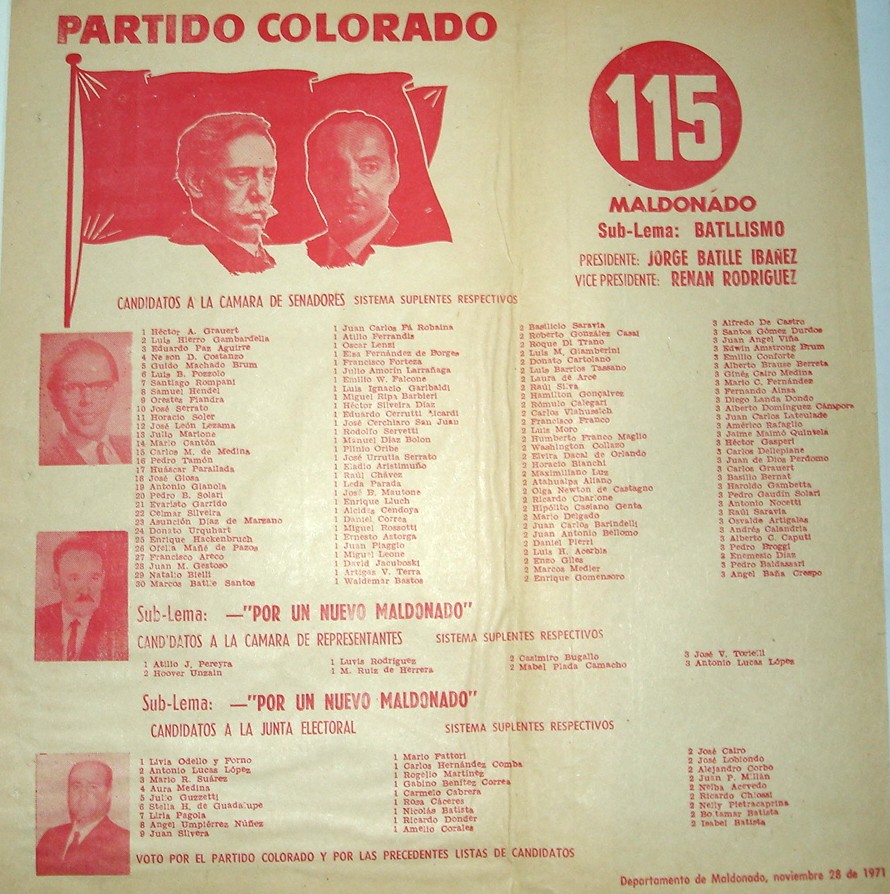 PARTIDO COLORADO
115
MALDONADO
Sub-Lema: BATLLISMO
PRESIDENTE: JORGE BATLLE IBAÑEZ
VICE PRESIDENTE: RENAN RODRIGUEZ
CANDIDATOS A LA CAMARA DE SENADORES SISTEMA SUPLENTES RESPECTIVOS
1 Héctor A. Grauert
2 Luis Hierro Gambardella
3 Eduardo Paz Aguirre
4 Nelson D. Costanzo
5 Guido Machado Brum
6 Luis B. Pozzolo
7 Santiago Rompani
8 Samuel Hendel
9 Orestes Fiandra
10 José Serrato
11 Horacio Soler
12 José León Lezama
13 Julio Marione
14 Mario Cantón
15 Carlos M. de Medina
16 Pedro Tamón
17 Huáscar Parallada
18 José Giosa
19 Antonio Gianola
20 Pedro B. Solari
21 Evaristo Garrido
22 Celmar Silveira
23 Asunción Díaz de Marzano
24 Donato Urquhart
25 Enrique Hackenbruch
26 Ofelia Mañé de Pazos
27 Francisco Areco
28 Juan M. Gestoso
29 Natalio Bielli
30 Marcos Batlle Santos
1 Juan Carlos Fá Robaina
1 Atilio Ferrandis
1 Oscar Lenzi
1 Elsa Fernández de Borges
1 Francisco Forteza
1 Julio Amorín Larrañaga
1 Emilio W. Falcone
1 Luis Ignacio Garibaldi
1 Miguel Ripa Barbieri
1 Héctor Silveira Díaz
1 Eduardo Cerrutti Aicardi
1 José Cerchiaro San Juan
1 Rodolfo Servetti
1 Manuel Díaz Bolon
1 Plinio Oribe
1 José Urrutia Serrato
1 Eladio Aristimuño
1 Raúl Chávez
1 Leda Parada
1 José B. Mautone
1 Enrique Lluch
1 Alcides Cendoya
1 Daniel Correa
1 Miguel Rossotti
1 Ernesto Astorga
1 Juan Piaggio
1 Miguel Leone
1 David Jacuboski
1 Artigas V. Terra
1 Waldemar Bastos
2 Basilicio Saravia
2 Roberto González Casal
2 Roque Di Trano
2 Luis M. Giamberini
2 Donato Cartolano
2 Luis Barrios Tassano
2 Laura de Arce
2 Raúl Silva
2 Hamilton Gonçalvez
2 Rómulo Calegari
2 Carlos Vlahussich
2 Francisco Franco
2 Luis Moro
2 Humberto Franco Maglio
2 Washington Collazo
2 Elvira Dacal de Orlando
2 Horacio Bianchi
2 Maximiliano Luz
2 Atahualpa Aliano
2 Olga Newton de Castagno
2 Ricardo Charlone
2 Hipólito Casiano Genta
2 Mario Delgado
2 Juan Carlos Barindelli
2 Juan Antonio Bellomo
2 Daniel Pierri
2 Luis H. Acerbis
2 Enzo Giles
2 Marcos Medler
2 Enrique Gomensoro
3 Alfredo De Castro
3 Santos Gómez Durdos
3 Juan Angel Viña
3 Edwin Amstrong Brum
3 Emilio Conforte
3 Alberto Brause Berreta
3 Ginés Cairo Medina
3 Mario C. Fernández
3 Fernando Ainsa
3 Diego Landa Dondo
3 Alberto Domínguez Cámpora
3 Juan Carlos Lateulade
3 Américo Rafaglio
3 Jaime Maimó Quintela
3 Héctor Gasperi
3 Carlos Dellepiane
3 Juan de Dios Perdomo
3 Carlos Grauert
3 Basilio Bernat
3 Haroldo Gambetta
3 Pedro Gaudín Solari
3 Antonio Nocetti
3 Raúl Saravia
3 Osvaldo Artigalás
3 Andrés Calandria
3 Alberto C. Caputi
3 Pedro Broggi
2 Enemesio Díaz
3 Pedro Baldassari
3 Angel Baña Crespo
Sub-Lema: —"POR UN NUEVO MALDONADO"
CANDIDATOS A LA CAMARA DE REPRESENTANTES SISTEMA SUPLENTES RESPECTIVOS
1 Atilio J. Pereyra
2 Hoover Unzain
1 Luvis Rodríguez
1 M. Ruiz de Herrera
2 Casimiro Bugallo
2 Mabel Piada Camacho
3 José V. Torielli
3 Antonio Lucas López
Sub-Lema: —"POR UN NUEVO MALDONADO"
CANDIDATOS A LA JUNTA ELECTORAL SISTEMA SUPLENTES RESPECTIVOS
1 Livia Odello y Porno
2 Antonio Lucas López
3 Mario R. Suárez
4 Aura Medina
5 Julio Guzzetti
6 Stella H. de Guadalupe
7 Liria Pagola
8 Angel Umpiérrez Núñez
9 Juan Silvera
1 Mario Fattori
1 Carlos Hernández Comba
1 Rogelio Martínez
1 Gabino Benítez Correa
1 Carmelo Cabrera
1 Rosa Cáceres
1 Nicolás Batista
1 Ricardo Donder
1 Amelio Corales
2 José Cairo
2 José Lobiondo
2 Alejandro Corbo
2 Juan P. Millán
2 Nelba Acevedo
2 Ricardo Chiossi
2 Nelly Pietracaprina
2 Boltamar Batista
2 Isabel Batista
VOTO POR EL PARTIDO COLORADO Y POR LAS PRECEDENTES LISTAS DE CANDIDATOS
Departamento de Maldonado, noviembre 28 de 1971